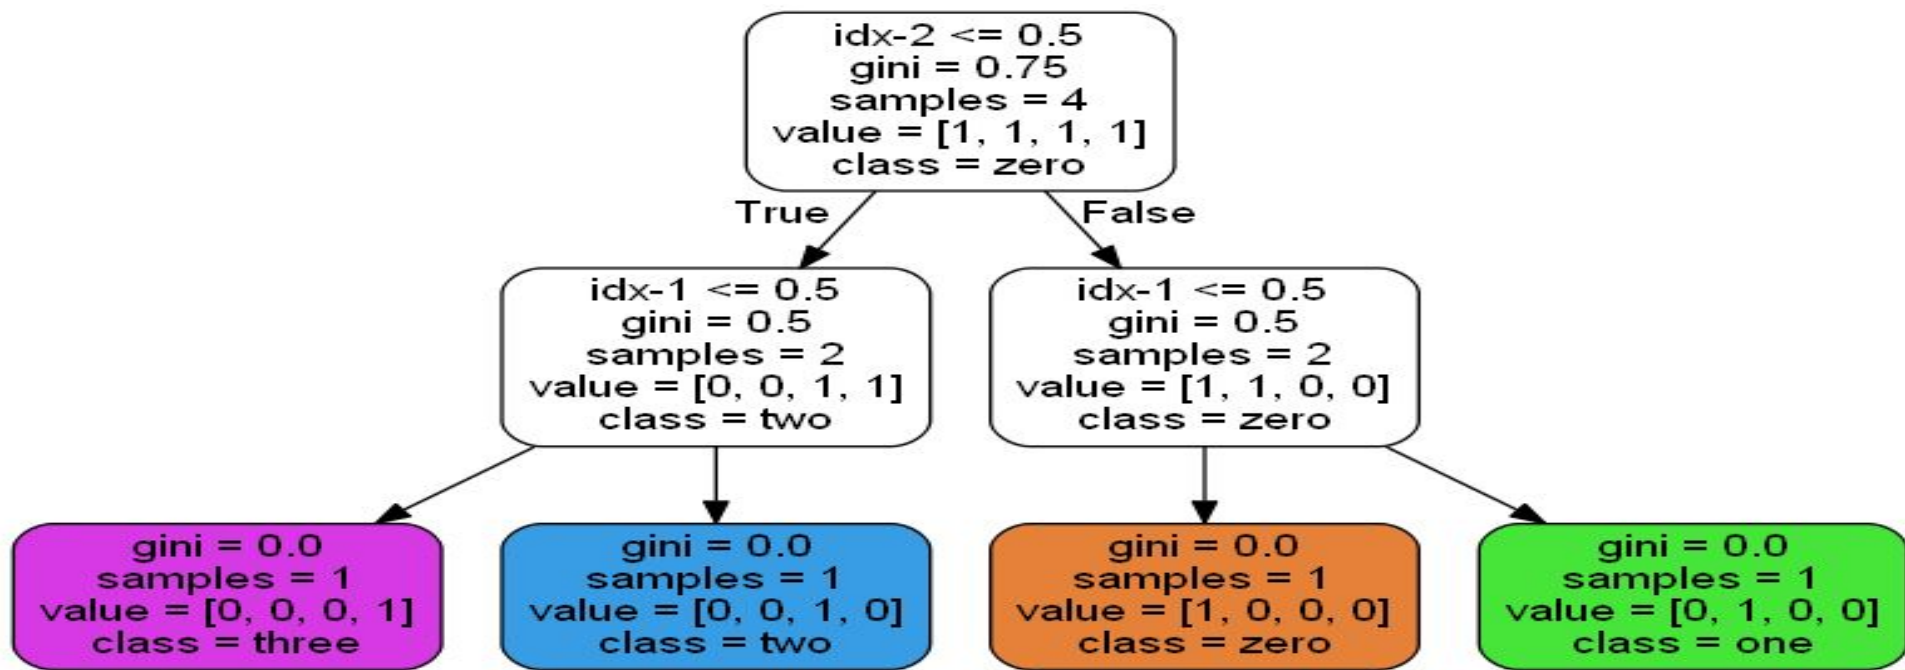 idx-2 <= 0.5
gini = 0.75
samples = 4
value = [1, 1, 1, 1]
class = zero
True
False
idx-1 <= 0.5
gini = 0.5
samples = 2
value = [0, 0, 1, 1]
class = two
idx-1 <= 0.5
gini = 0.5
samples = 2
value = [1, 1, 0, 0]
class = zero
gini = 0.0
samples = 1
value = [0, 0, 0, 1]
class = three
gini = 0.0
samples = 1
value = [0, 0, 1, 0]
class = two
gini = 0.0
samples = 1
value = [1, 0, 0, 0]
class = zero
gini = 0.0
samples = 1
value = [0, 1, 0, 0]
class = one